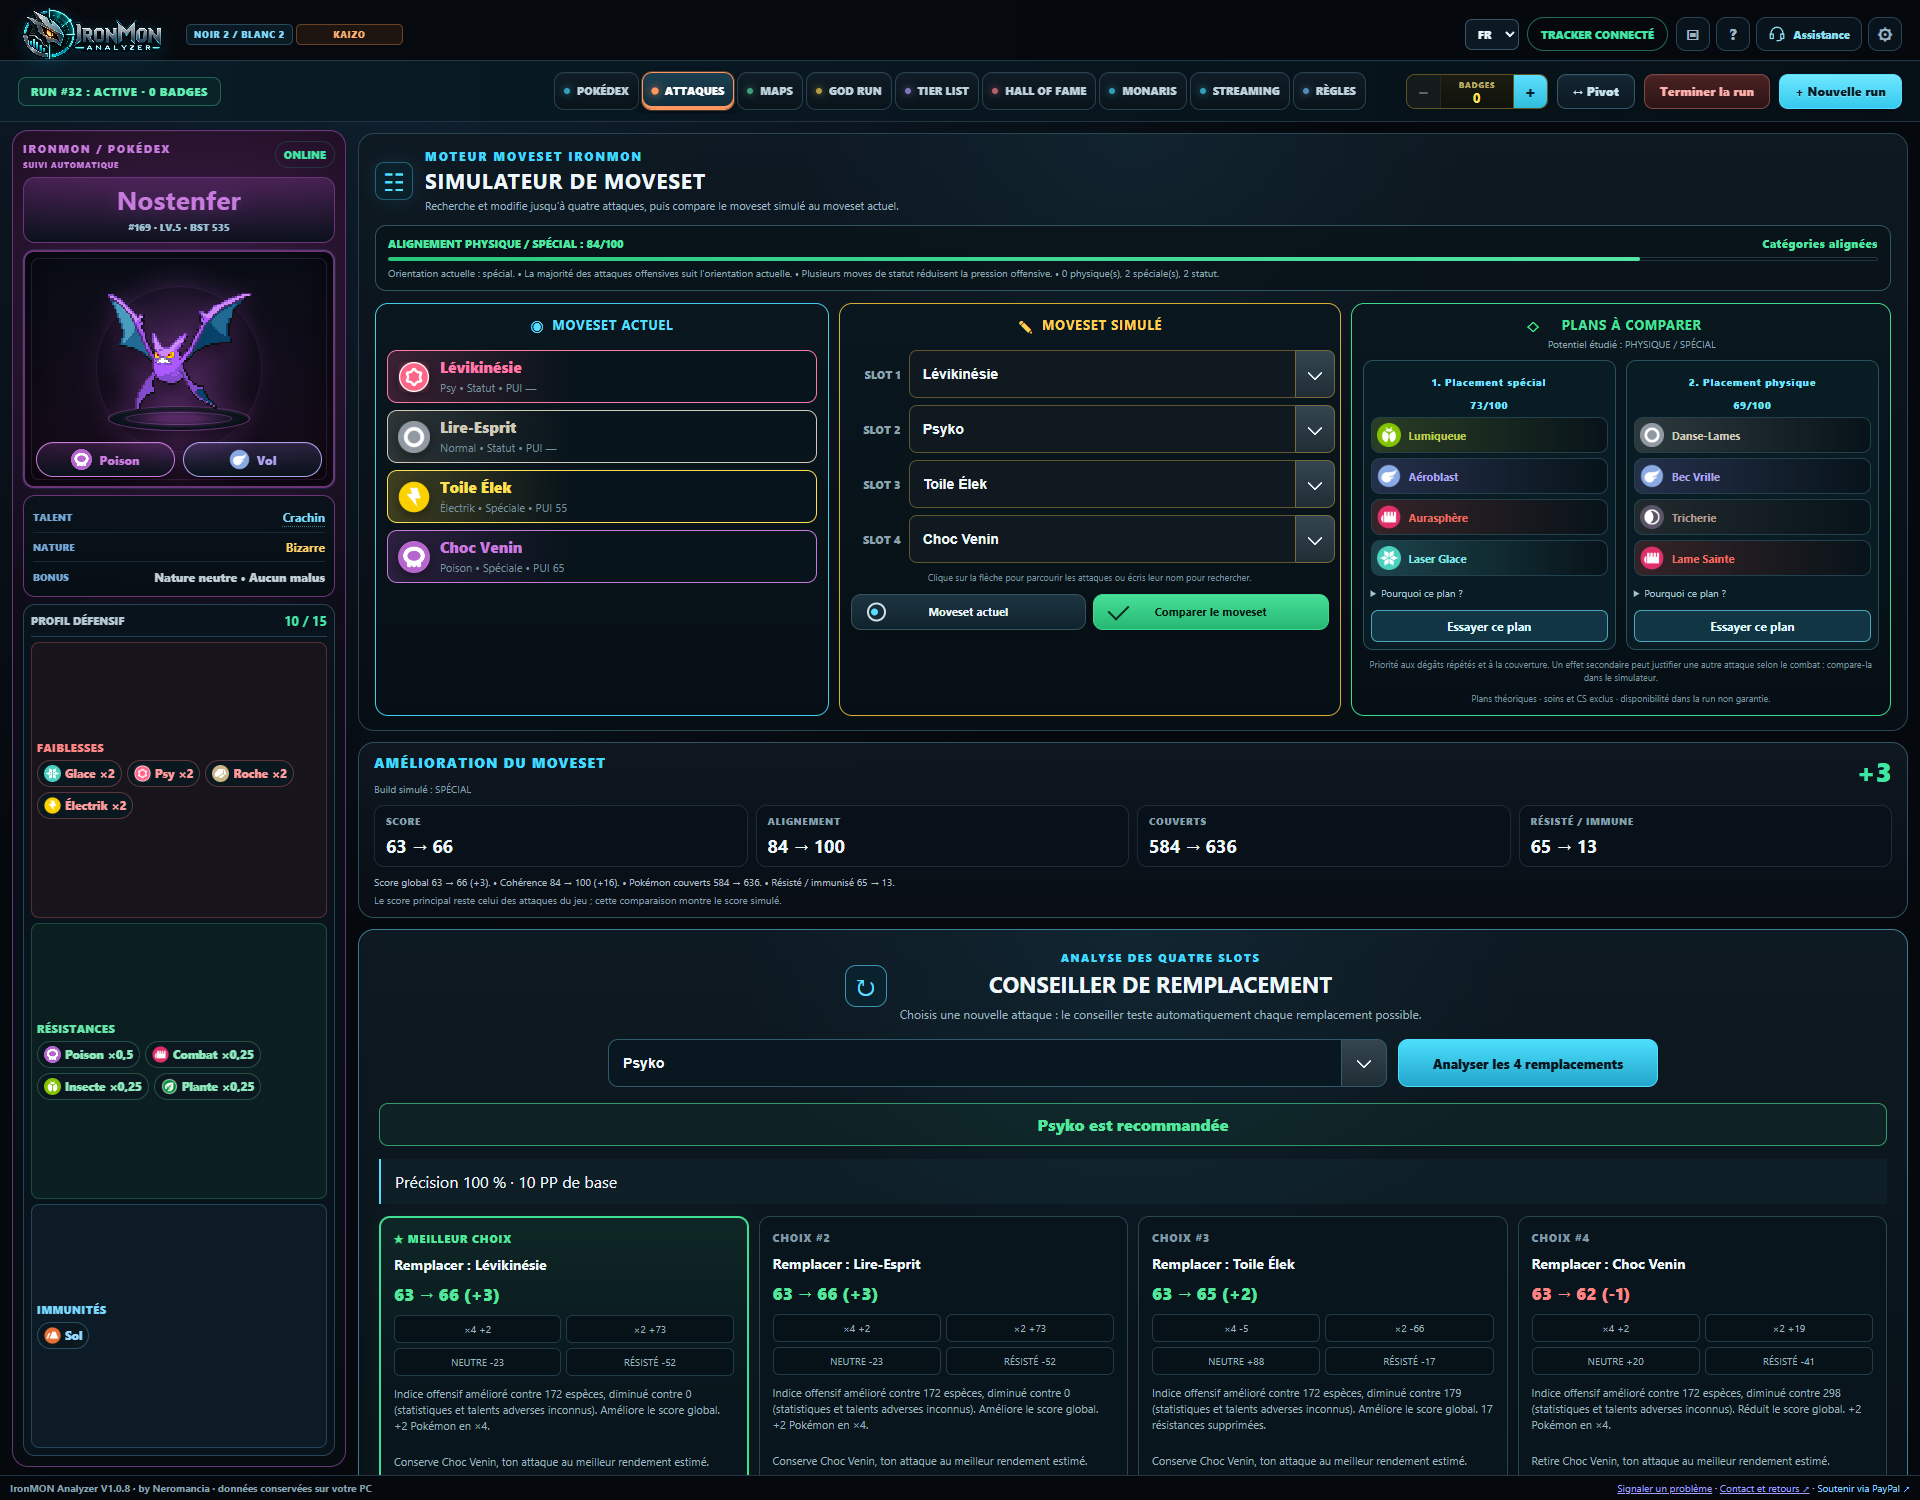 IRONMON
ANALYZER
NOIR 2 / BLANC 2
KAIZO
FR
TRACKER CONNECTÉ
?
Assistance
RUN #32 : ACTIVE · 0 BADGES
POKÉDEX
ATTAQUES
MAPS
GOD RUN
TIER LIST
HALL OF FAME
MONARIS
STREAMING
RÈGLES
−
BADGES
0
+
↔ Pivot
Terminer la run
+ Nouvelle run
IRONMON / POKÉDEX
SUIVI AUTOMATIQUE
ONLINE
Nostenfer
#169 · LV.5 · BST 535
Poison
Vol
TALENT
Crachin
NATURE
Bizarre
BONUS
Nature neutre • Aucun malus
PROFIL DÉFENSIF
10 / 15
FAIBLESSES
Glace ×2
Psy ×2
Roche ×2
Électrik ×2
RÉSISTANCES
Poison ×0,5
Combat ×0,25
Insecte ×0,25
Plante ×0,25
IMMUNITÉS
Sol
MOTEUR MOVESET IRONMON
SIMULATEUR DE MOVESET
Recherche et modifie jusqu'à quatre attaques, puis compare le moveset simulé au moveset actuel.
ALIGNEMENT PHYSIQUE / SPÉCIAL : 84/100
Catégories alignées
Orientation actuelle : spécial. • La majorité des attaques offensives suit l'orientation actuelle. • Plusieurs moves de statut réduisent la pression offensive. • 0 physique(s), 2 spéciale(s), 2 statut.
MOVESET ACTUEL
Lévikinésie
Psy • Statut • PUI —
Lire-Esprit
Normal • Statut • PUI —
Toile Élek
Électrik • Spéciale • PUI 55
Choc Venin
Poison • Spéciale • PUI 65
MOVESET SIMULÉ
SLOT 1
Lévikinésie
SLOT 2
Psyko
SLOT 3
Toile Élek
SLOT 4
Choc Venin
Clique sur la flèche pour parcourir les attaques ou écris leur nom pour rechercher.
Moveset actuel
Comparer le moveset
PLANS À COMPARER
Potentiel étudié : PHYSIQUE / SPÉCIAL
1. Placement spécial
73/100
Lumiqueue
Aéroblast
Aurasphère
Laser Glace
▶ Pourquoi ce plan ?
Essayer ce plan
2. Placement physique
69/100
Danse-Lames
Bec Vrille
Tricherie
Lame Sainte
▶ Pourquoi ce plan ?
Essayer ce plan
Priorité aux dégâts répétés et à la couverture. Un effet secondaire peut justifier une autre attaque selon le combat : compare-la
dans le simulateur.
Plans théoriques · soins et CS exclus · disponibilité dans la run non garantie.
AMÉLIORATION DU MOVESET
Build simulé : SPÉCIAL
+3
SCORE
63 → 66
ALIGNEMENT
84 → 100
COUVERTS
584 → 636
RÉSISTÉ / IMMUNE
65 → 13
Score global 63 → 66 (+3). • Cohérence 84 → 100 (+16). • Pokémon couverts 584 → 636. • Résisté / immunisé 65 → 13.
Le score principal reste celui des attaques du jeu ; cette comparaison montre le score simulé.
ANALYSE DES QUATRE SLOTS
CONSEILLER DE REMPLACEMENT
Choisis une nouvelle attaque : le conseiller teste automatiquement chaque remplacement possible.
Psyko
Analyser les 4 remplacements
Psyko est recommandée
Précision 100 % · 10 PP de base
★ MEILLEUR CHOIX
Remplacer : Lévikinésie
63 → 66 (+3)
×4 +2
×2 +73
NEUTRE -23
RÉSISTÉ -52
Indice offensif amélioré contre 172 espèces, diminué contre 0
(statistiques et talents adverses inconnus). Améliore le score global.
+2 Pokémon en ×4.
Conserve Choc Venin, ton attaque au meilleur rendement estimé.
CHOIX #2
Remplacer : Lire-Esprit
63 → 66 (+3)
×4 +2
×2 +73
NEUTRE -23
RÉSISTÉ -52
Indice offensif amélioré contre 172 espèces, diminué contre 0
(statistiques et talents adverses inconnus). Améliore le score global.
+2 Pokémon en ×4.
Conserve Choc Venin, ton attaque au meilleur rendement estimé.
CHOIX #3
Remplacer : Toile Élek
63 → 65 (+2)
×4 -5
×2 -66
NEUTRE +88
RÉSISTÉ -17
Indice offensif amélioré contre 172 espèces, diminué contre 179
(statistiques et talents adverses inconnus). Améliore le score global. 17
résistances supprimées.
Conserve Choc Venin, ton attaque au meilleur rendement estimé.
CHOIX #4
Remplacer : Choc Venin
63 → 62 (-1)
×4 +2
×2 +19
NEUTRE +20
RÉSISTÉ -41
Indice offensif amélioré contre 172 espèces, diminué contre 298
(statistiques et talents adverses inconnus). Réduit le score global. +2
Pokémon en ×4.
Retire Choc Venin, ton attaque au meilleur rendement estimé.
IronMON Analyzer V1.0.8 · by Neromancia · données conservées sur votre PC
Signaler un problème · Contact et retours ↗ · Soutenir via PayPal ↗